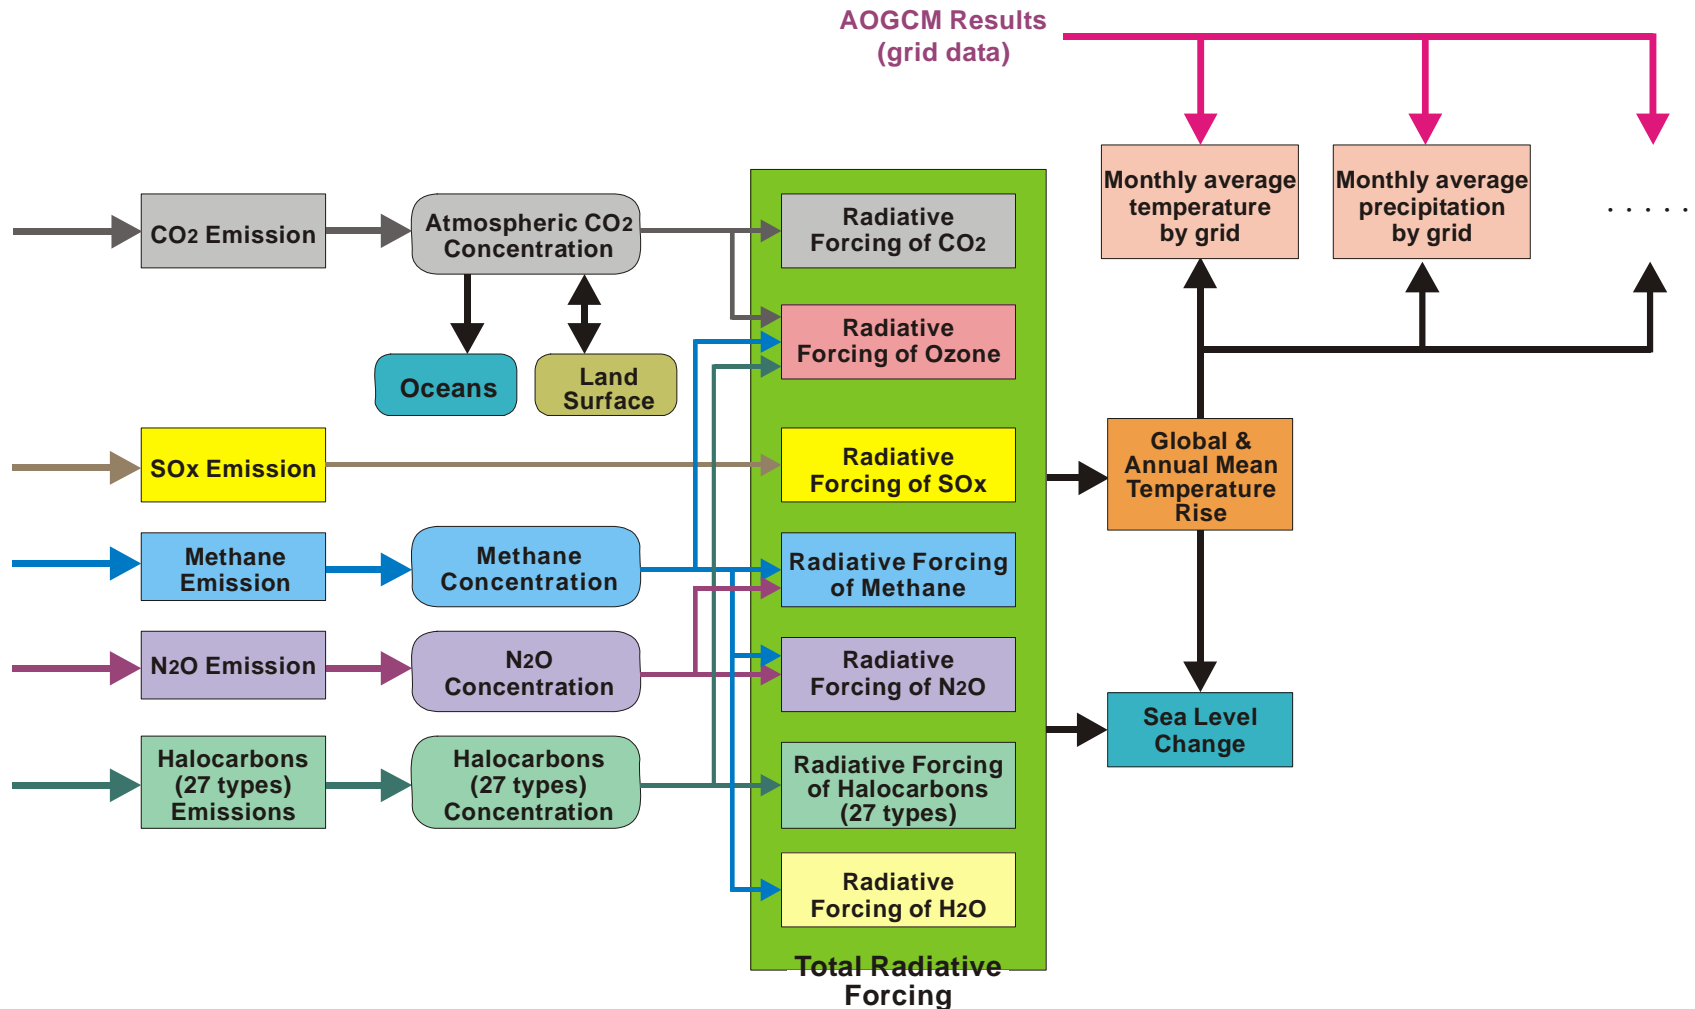 AOGCM Results
(grid data)
Monthly average
temperature
by grid
Monthly average
precipitation
by grid
. . . . .
CO2 Emission
Atmospheric CO2
Concentration
Radiative
Forcing of CO2
Oceans
Land
Surface
Radiative
Forcing of Ozone
SOx Emission
Radiative
Forcing of SOx
Global &
Annual Mean
Temperature
Rise
Methane
Emission
Methane
Concentration
Radiative Forcing
of Methane
N2O Emission
N2O
Concentration
Radiative
Forcing of N2O
Sea Level
Change
Halocarbons
(27 types)
Emissions
Halocarbons
(27 types)
Concentration
Radiative Forcing
of Halocarbons
(27 types)
Radiative
Forcing of H2O
Total Radiative
Forcing